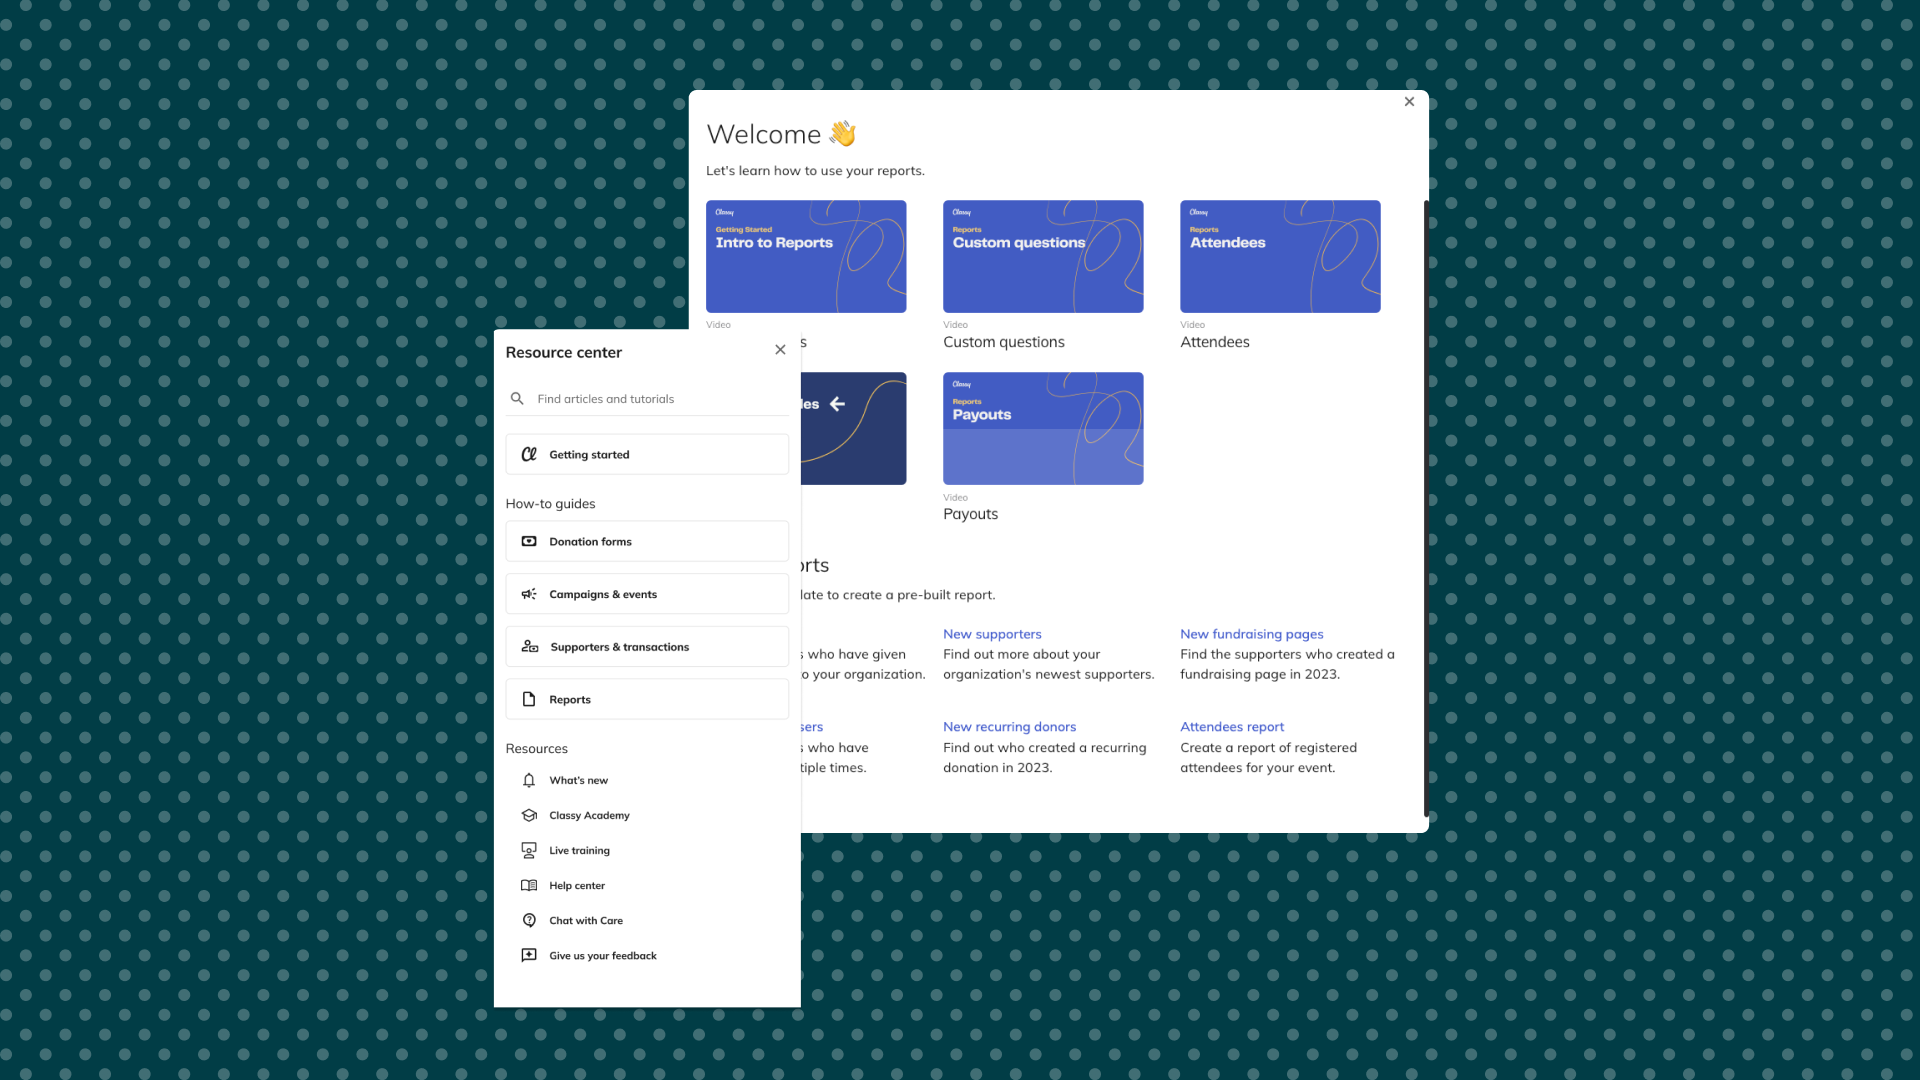 Welcome 👋
Let's learn how to use your reports.
Classy
Getting Started
Intro to Reports
Video
Classy
Reports
Custom questions
Video
Custom questions
Classy
Reports
Attendees
Video
Attendees
Classy
Reports
Payouts
Video
Payouts
to create a pre-built report.
who have given
your organization.
New supporters
Find out more about your
organization's newest supporters.
New fundraising pages
Find the supporters who created a
fundraising page in 2023.
who have
times.
New recurring donors
Find out who created a recurring
donation in 2023.
Attendees report
Create a report of registered
attendees for your event.
Resource center
Find articles and tutorials
Getting started
How-to guides
Donation forms
Campaigns & events
Supporters & transactions
Reports
Resources
What's new
Classy Academy
Live training
Help center
Chat with Care
Give us your feedback